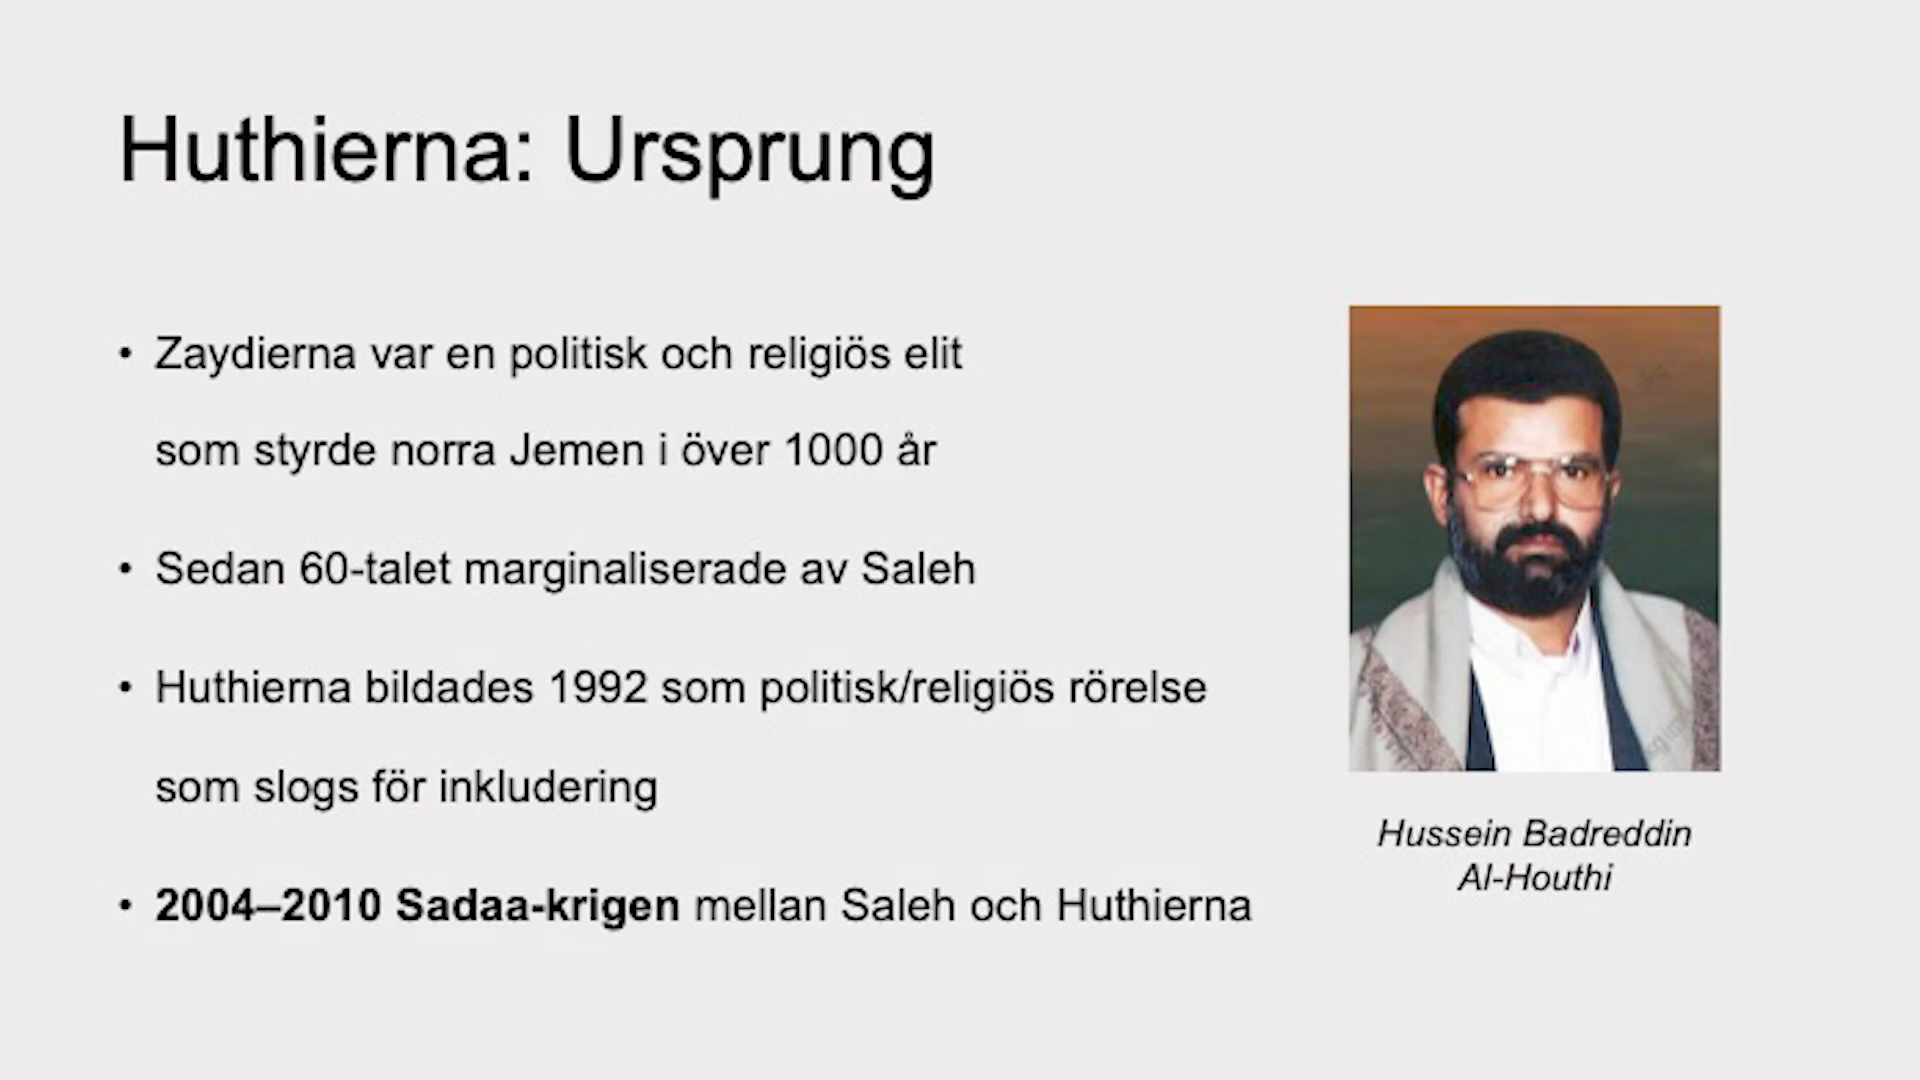 Huthierna: Ursprung
• Zaydierna var en politisk och religiös elit
som styrde norra Jemen i över 1000 år
• Sedan 60-talet marginaliserade av Saleh
• Huthierna bildades 1992 som politisk/religiös rörelse
som slogs för inkludering
• 2004–2010 Sadaa-krigen mellan Saleh och Huthierna
Hussein Badreddin
Al-Houthi